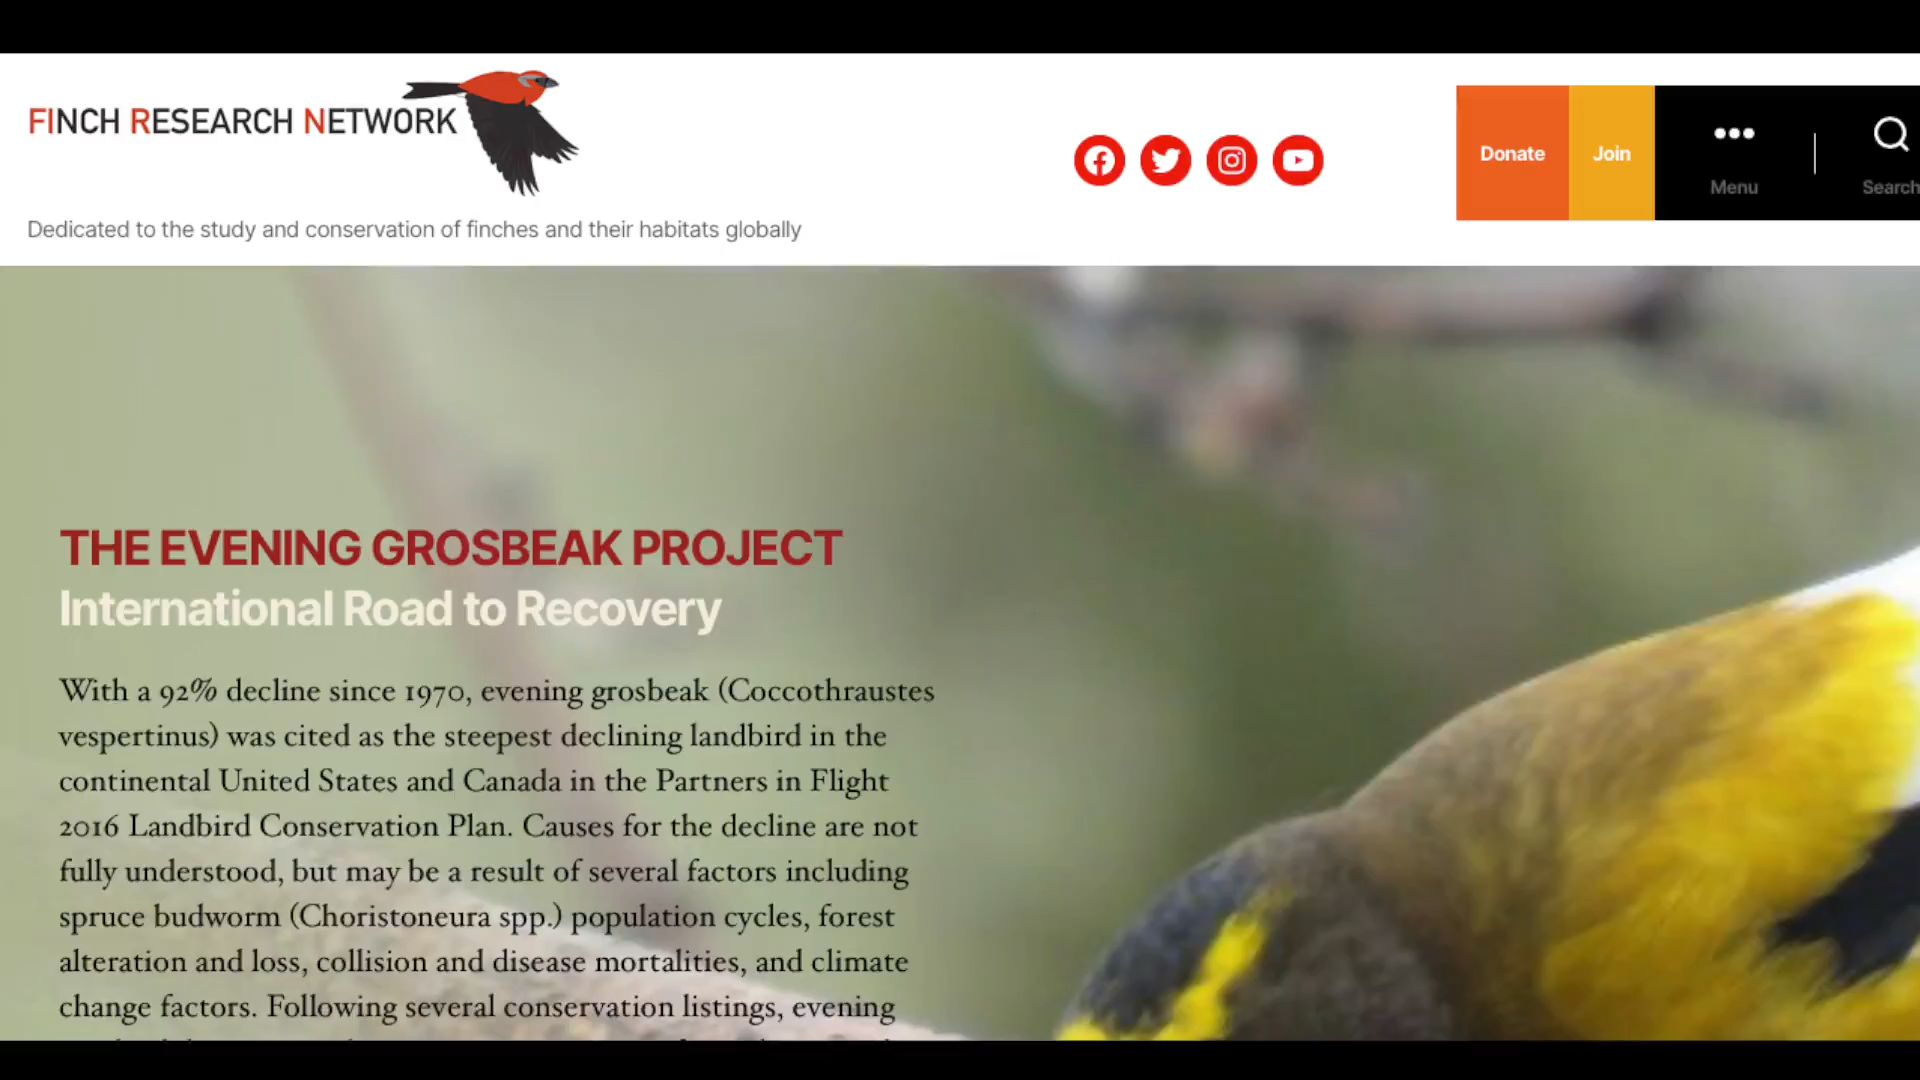 FINCH RESEARCH NETWORK
Donate
Join
Menu
Search
Dedicated to the study and conservation of finches and their habitats globally
THE EVENING GROSBEAK PROJECT
International Road to Recovery
With a 92% decline since 1970, evening grosbeak (Coccothraustes
vespertinus) was cited as the steepest declining landbird in the
continental United States and Canada in the Partners in Flight
2016 Landbird Conservation Plan. Causes for the decline are not
fully understood, but may be a result of several factors including
spruce budworm (Choristoneura spp.) population cycles, forest
alteration and loss, collision and disease mortalities, and climate
change factors. Following several conservation listings, evening